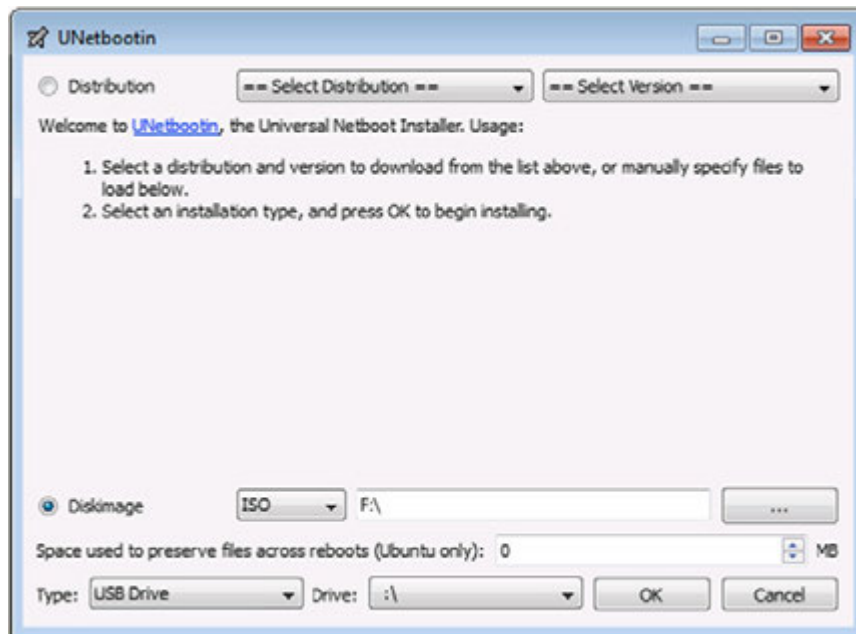 UNetbootin
Distribution == Select Distribution == == Select Version ==
Welcome to UNetbootin, the Universal Netboot Installer. Usage:
1. Select a distribution and version to download from the list above, or manually specify files to
load below.
2. Select an installation type, and press OK to begin installing.
Diskimage ISO F:\ ...
Space used to preserve files across reboots (Ubuntu only): 0 MB
Type: USB Drive Drive: :\ OK Cancel